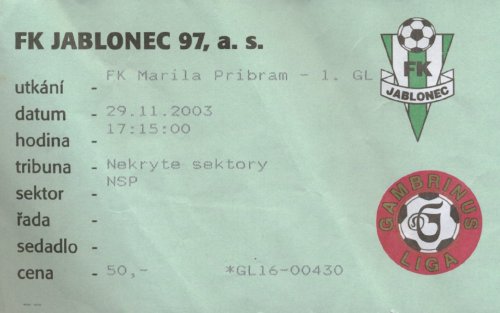 FK JABLONEC 97, a. s.
utkání - FK Marila Pribram - 1. GL
datum - 29.11.2003
hodina - 17:15:00
tribuna - Nekryte sektory
sektor - NSP
řada -
sedadlo -
cena - 50,- *GL16-00430
FK
JABLONEC
GAMBRINUS
G
LIGA